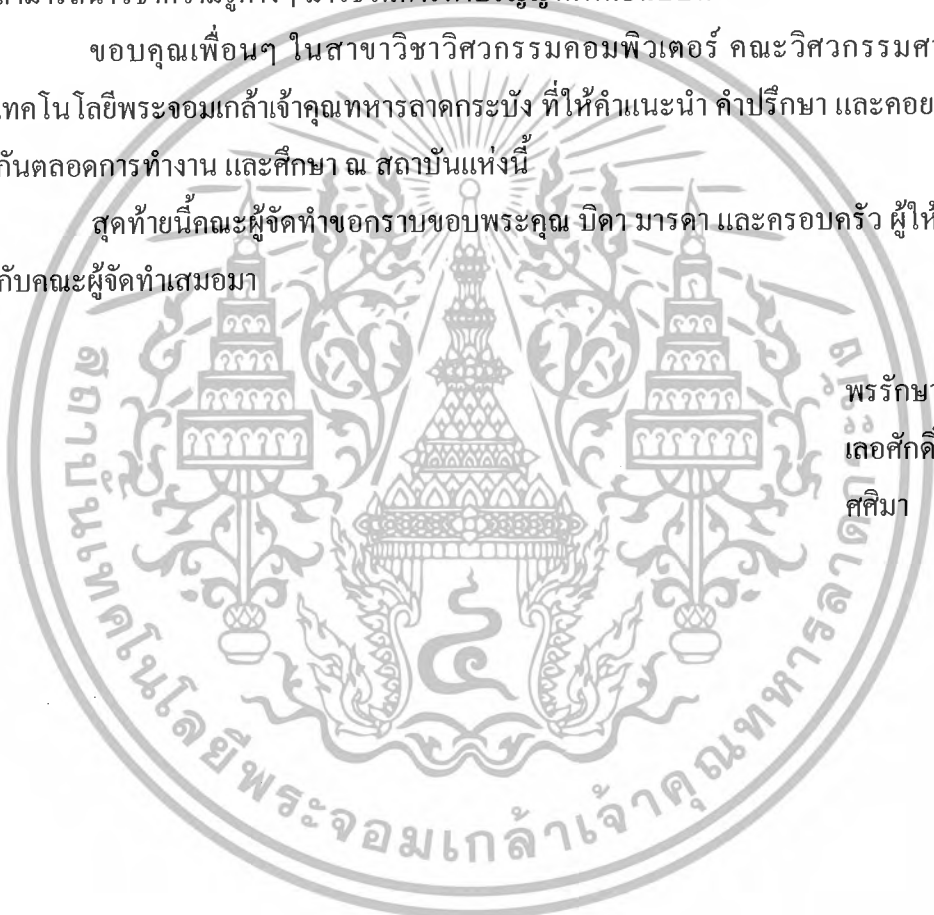 ขอบคุณเพื่อนๆ ในสาขาวิชาวิศวกรรมคอมพิวเตอร์ คณะวิศวกรรมศา
เทคโนโลยีพระจอมเกล้าเจ้าคุณทหารลาดกระบัง ที่ให้คำแนะนำ คำปรึกษา และคอย
กันตลอดการทำงาน และศึกษา ณ สถาบันแห่งนี้
สุดท้ายนี้คณะผู้จัดทำขอกราบขอบพระคุณ บิดา มารดา และครอบครัว ผู้ให้
กับคณะผู้จัดทำเสมอมา
พรรักษา
เลอศักดิ์
ศศิมา
สถาบันเทคโนโลยีพระจอมเกล้าเจ้าคุณทหารลาดกระบัง